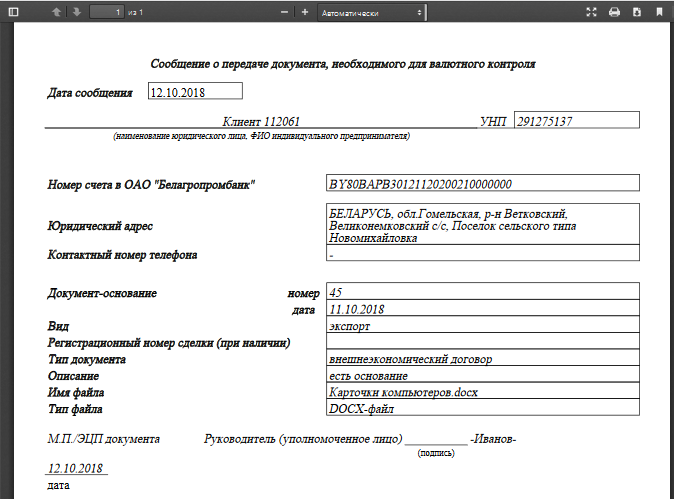 1 из 1
Автоматически
Сообщение о передаче документа, необходимого для валютного контроля
Дата сообщения 12.10.2018
Клиент 112061 УНП 291275137
(наименование юридического лица, ФИО индивидуального предпринимателя)
Номер счета в ОАО "Белагропромбанк" BY80BAPB30121120200210000000
Юридический адрес БЕЛАРУСЬ, обл.Гомельская, р-н Ветковский,
Великонемковский с/с, Поселок сельского типа
Новомихайловка
Контактный номер телефона -
Документ-основание номер 45
дата 11.10.2018
Вид экспорт
Регистрационный номер сделки (при наличии)
Тип документа внешнеэкономический договор
Описание есть основание
Имя файла Карточки компьютеров.docx
Тип файла DOCX-файл
М.П./ЭЦП документа Руководитель (уполномоченное лицо) __________ -Иванов-
(подпись)
12.10.2018
дата